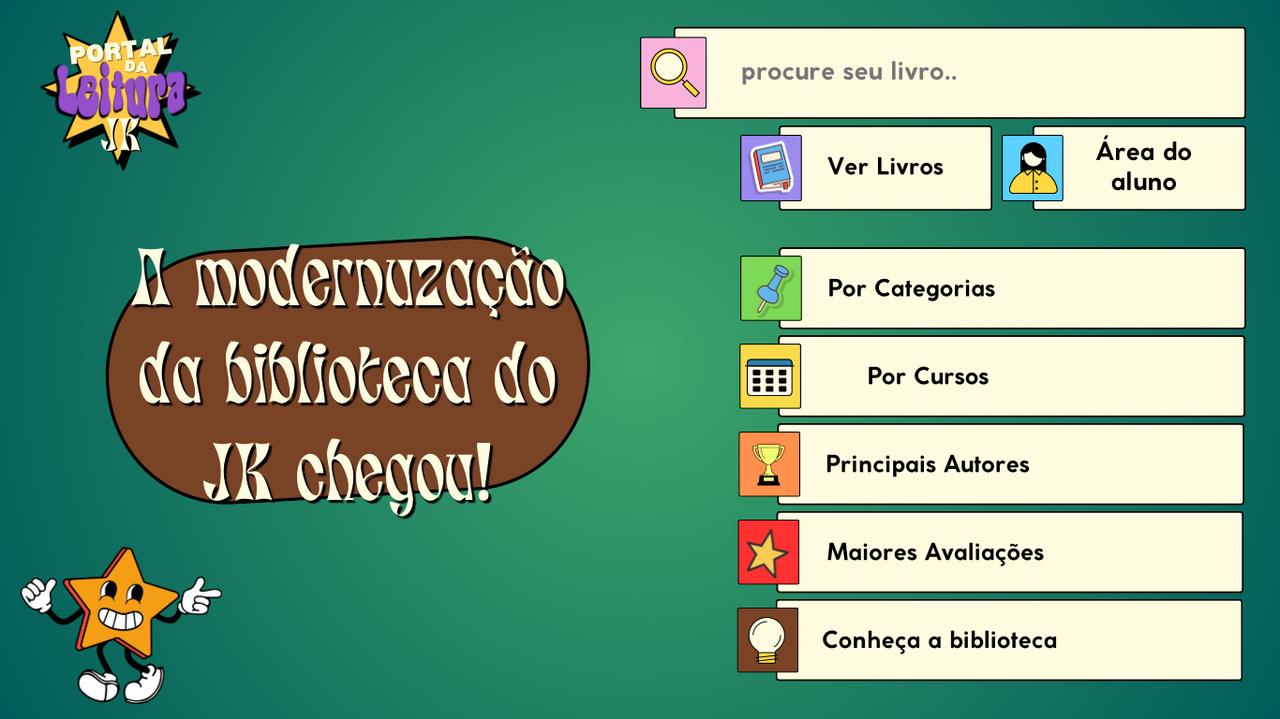 PORTAL
DA
Leitura
JK
procure seu livro..
Ver Livros
Área do
aluno
A modernuzação
da biblioteca do
JK chegou!
Por Categorias
Por Cursos
Principais Autores
Maiores Avaliações
Conheça a biblioteca